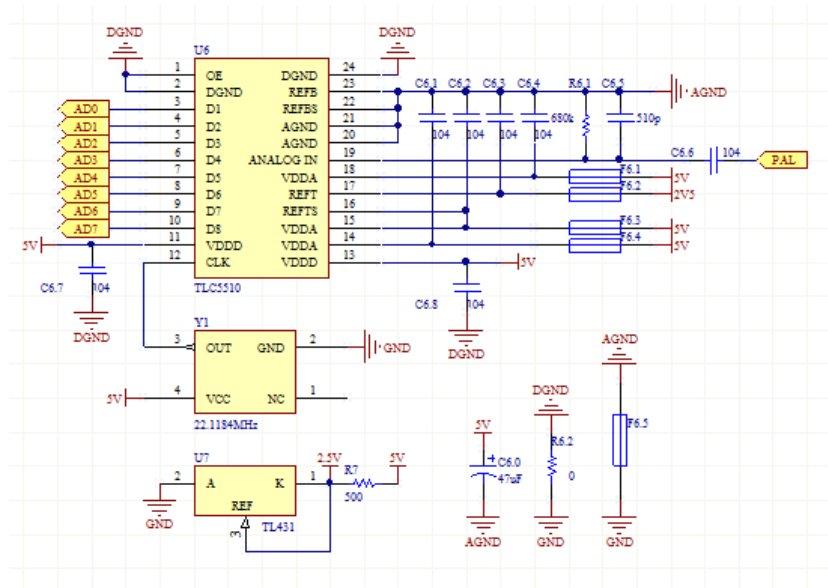 DGND
DGND
U6
1 OE DGND 24
2 DGND REFB 23
AD0 3 D1 REFBS 22
AD1 4 D2 AGND 21
AD2 5 D3 AGND 20
AD3 6 D4 ANALOG IN 19
AD4 7 D5 VDDA 18
AD5 8 D6 REFT 17
AD6 9 D7 REFTS 16
AD7 10 D8 VDDA 15
5V 11 VDDD VDDA 14
12 CLK VDDD 13
TLC5510
C6.1 C6.2 C6.3 C6.4 R6.1 C6.5
AGND
104 104 104 104 680k 510p
C6.6 104 PAL
F6.1 5V
F6.2 2V5
F6.3 5V
F6.4 5V
C6.7 104
DGND
5V
C6.8 104
DGND
Y1
3 OUT GND 2 GND
5V 4 VCC NC 1
22.1184MHz
U7
2 A K 1
REF
3
TL431
GND
2.5V
R7
500
5V
5V
C6.0
47uF
AGND
DGND
R6.2
0
GND
AGND
F6.5
GND